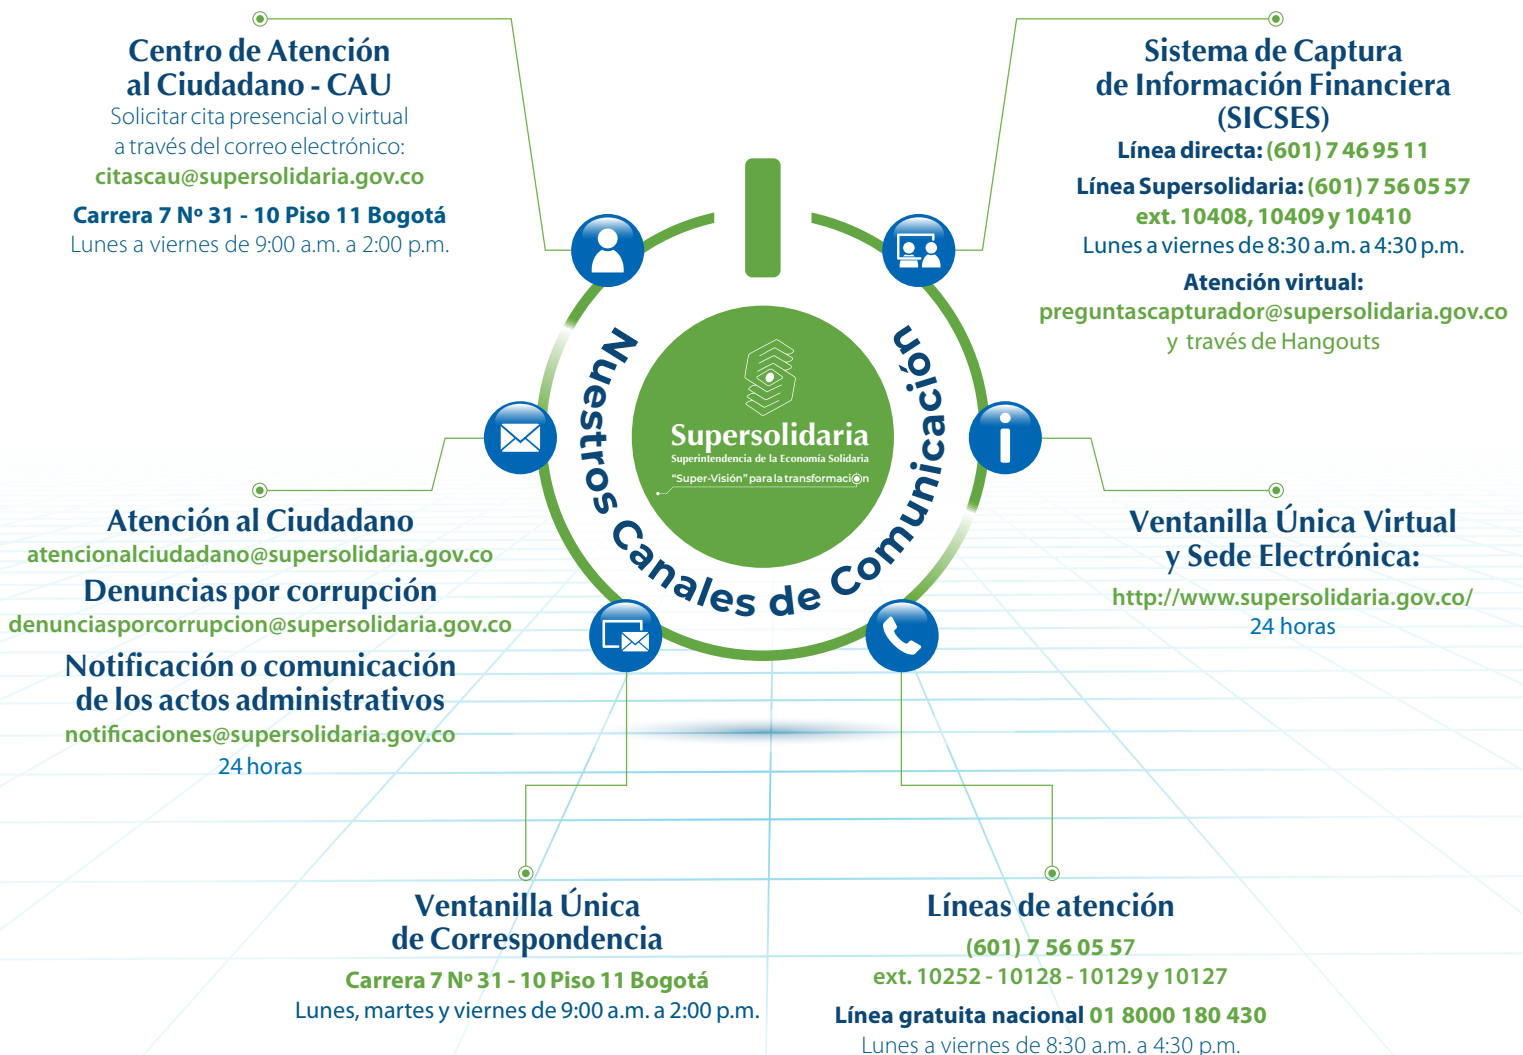 Centro de Atención
al Ciudadano - CAU
Solicitar cita presencial o virtual
a través del correo electrónico:
citascau@supersolidaria.gov.co
Carrera 7 Nº 31 - 10 Piso 11 Bogotá
Lunes a viernes de 9:00 a.m. a 2:00 p.m.
Sistema de Captura
de Información Financiera
(SICSES)
Línea directa: (601) 7 46 95 11
Línea Supersolidaria: (601) 7 56 05 57
ext. 10408, 10409 y 10410
Lunes a viernes de 8:30 a.m. a 4:30 p.m.
Atención virtual:
preguntascapturador@supersolidaria.gov.co
y través de Hangouts
Nuestros Canales de Comunicación
Supersolidaria
Superintendencia de la Economía Solidaria
"Super-Visión" para la transformación
Atención al Ciudadano
atencionalciudadano@supersolidaria.gov.co
Denuncias por corrupción
denunciasporcorrupcion@supersolidaria.gov.co
Notificación o comunicación
de los actos administrativos
notificaciones@supersolidaria.gov.co
24 horas
Ventanilla Única Virtual
y Sede Electrónica:
http://www.supersolidaria.gov.co/
24 horas
Ventanilla Única
de Correspondencia
Carrera 7 Nº 31 - 10 Piso 11 Bogotá
Lunes, martes y viernes de 9:00 a.m. a 2:00 p.m.
Líneas de atención
(601) 7 56 05 57
ext. 10252 - 10128 - 10129 y 10127
Línea gratuita nacional 01 8000 180 430
Lunes a viernes de 8:30 a.m. a 4:30 p.m.